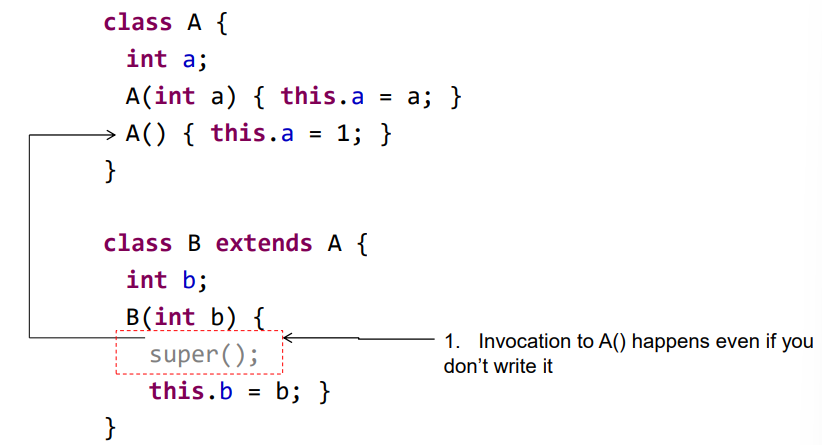 class A {
int a;
A(int a) { this.a = a; }
A() { this.a = 1; }
}
class B extends A {
int b;
B(int b) {
super();
this.b = b; }
}
1. Invocation to A() happens even if you
don't write it